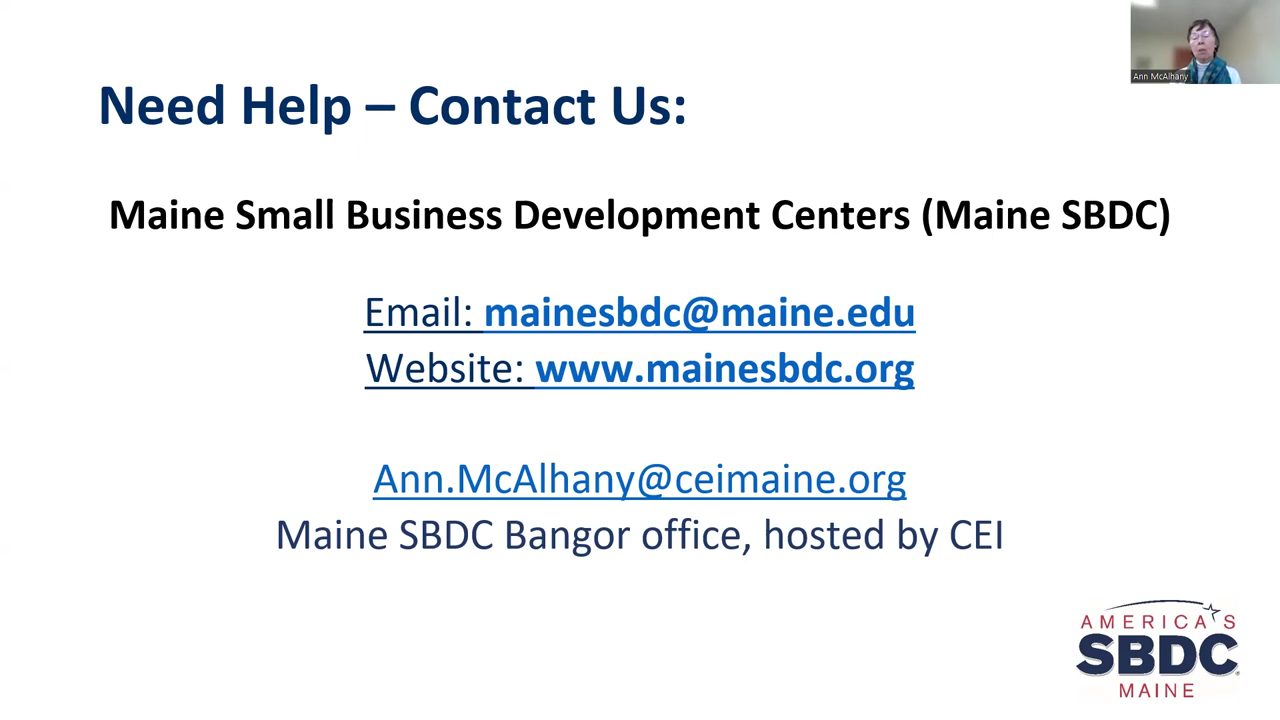 Ann McAlhany
Need Help – Contact Us:
Maine Small Business Development Centers (Maine SBDC)
Email: mainesbdc@maine.edu
Website: www.mainesbdc.org
Ann.McAlhany@ceimaine.org
Maine SBDC Bangor office, hosted by CEI
AMERICA'S
SBDC®
MAINE